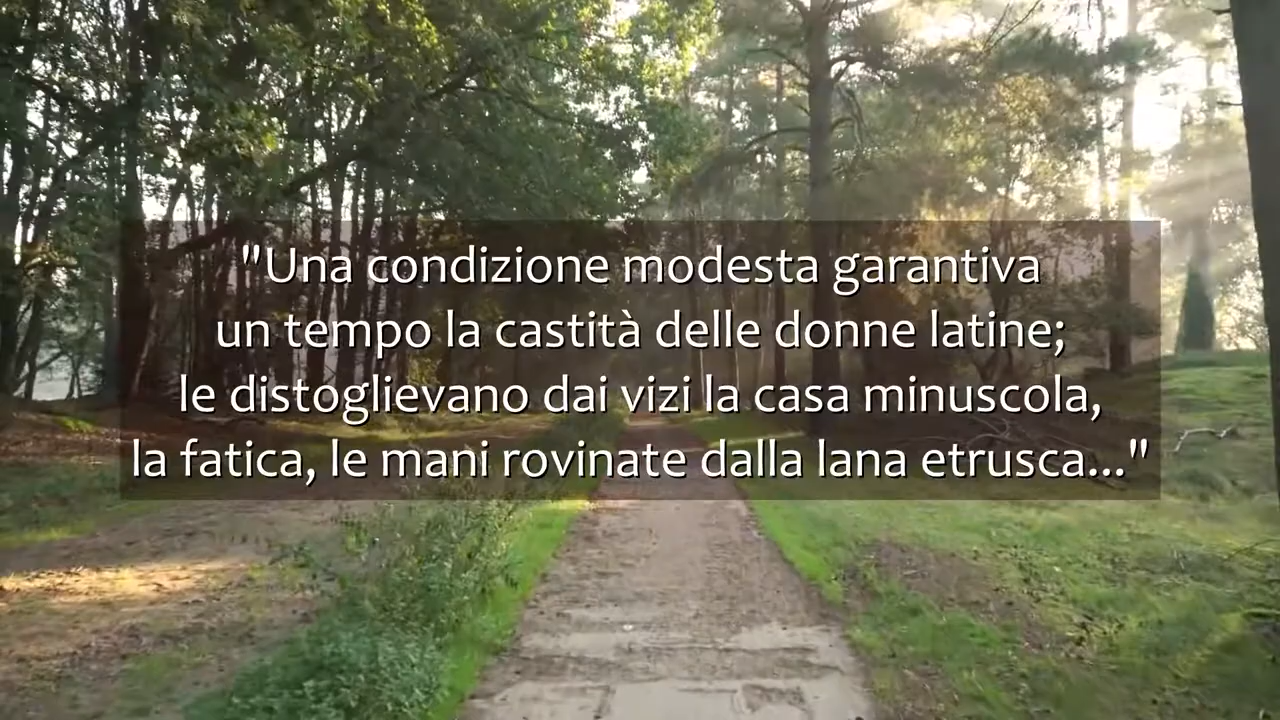 "Una condizione modesta garantiva
un tempo la castità delle donne latine;
le distoglievano dai vizi la casa minuscola,
la fatica, le mani rovinate dalla lana etrusca..."